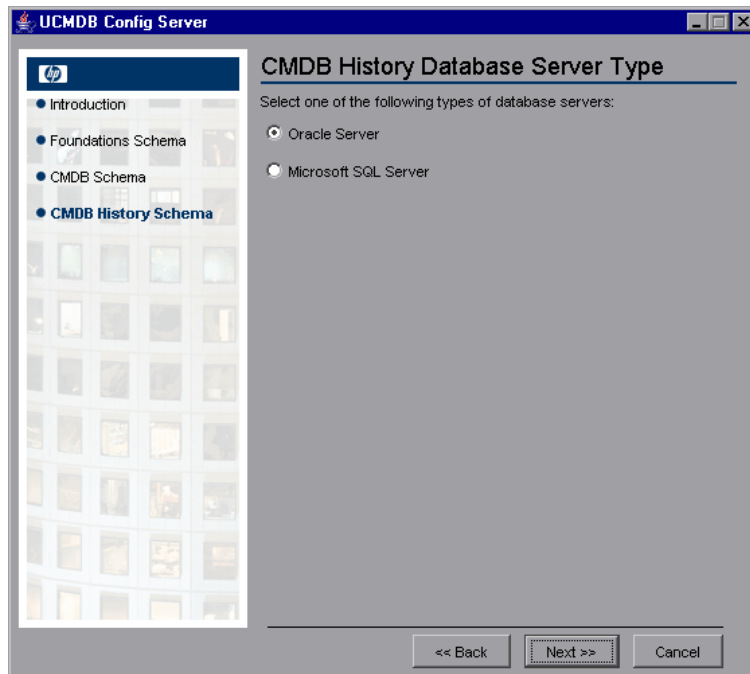 UCMDB Config Server
hp
CMDB History Database Server Type
Introduction
Foundations Schema
CMDB Schema
CMDB History Schema
Select one of the following types of database servers:
Oracle Server
Microsoft SQL Server
<< Back
Next >>
Cancel